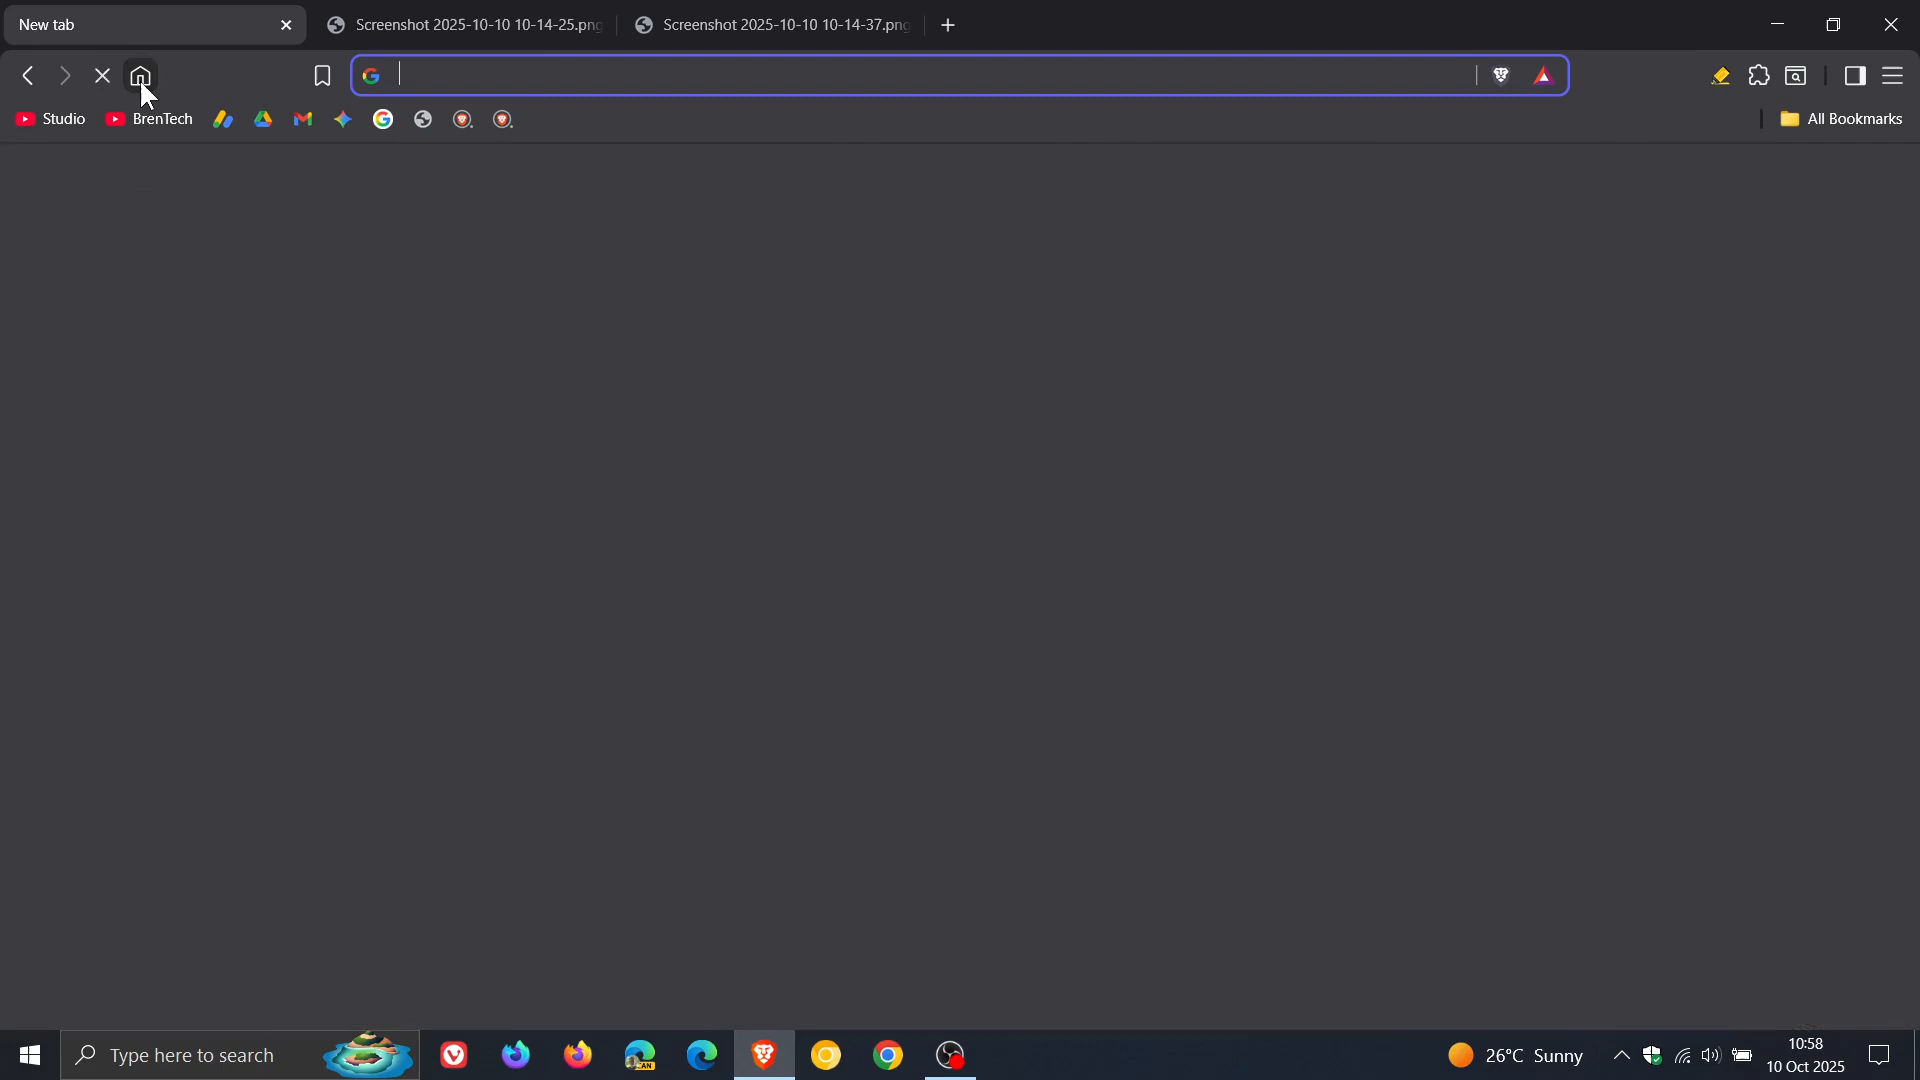 New tab
Screenshot 2025-10-10 10-14-25.png
Screenshot 2025-10-10 10-14-37.png
Studio
BrenTech
All Bookmarks
Type here to search
CAN
26°C Sunny
10:58
10 Oct 2025